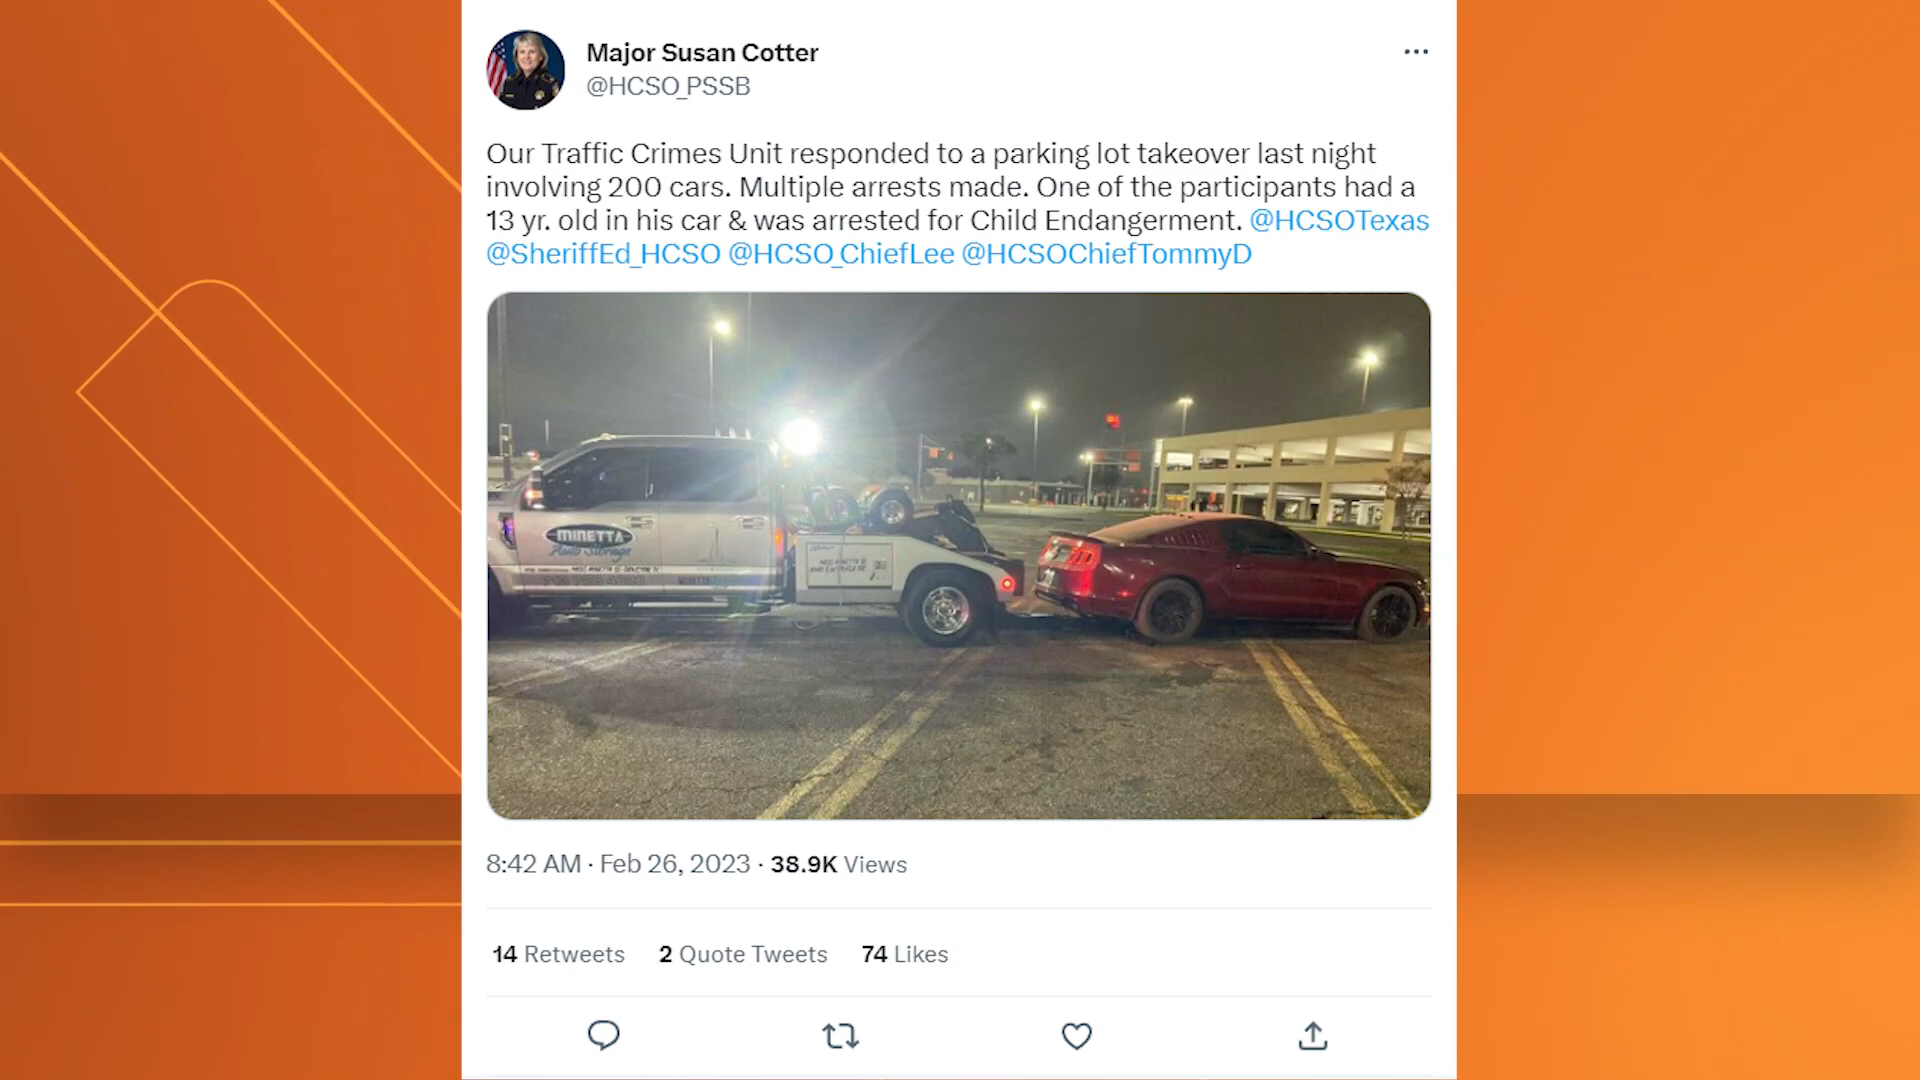 Major Susan Cotter
@HCSO_PSSB
Our Traffic Crimes Unit responded to a parking lot takeover last night
involving 200 cars. Multiple arrests made. One of the participants had a
13 yr. old in his car & was arrested for Child Endangerment. @HCSOTexas
@SheriffEd_HCSO @HCSO_ChiefLee @HCSOChiefTommyD
MINETTA
Auto Storage
8:42 AM · Feb 26, 2023 · 38.9K Views
14 Retweets 2 Quote Tweets 74 Likes